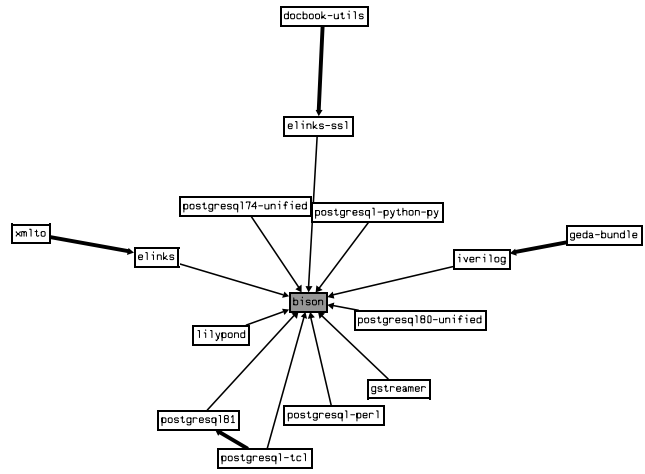 docbook-utils
elinks-ssl
postgresql74-unified
postgresql-python-py
xmlto
geda-bundle
elinks
iverilog
bison
postgresql80-unified
lilypond
gstreamer
postgresql-perl
postgresql81
postgresql-tcl